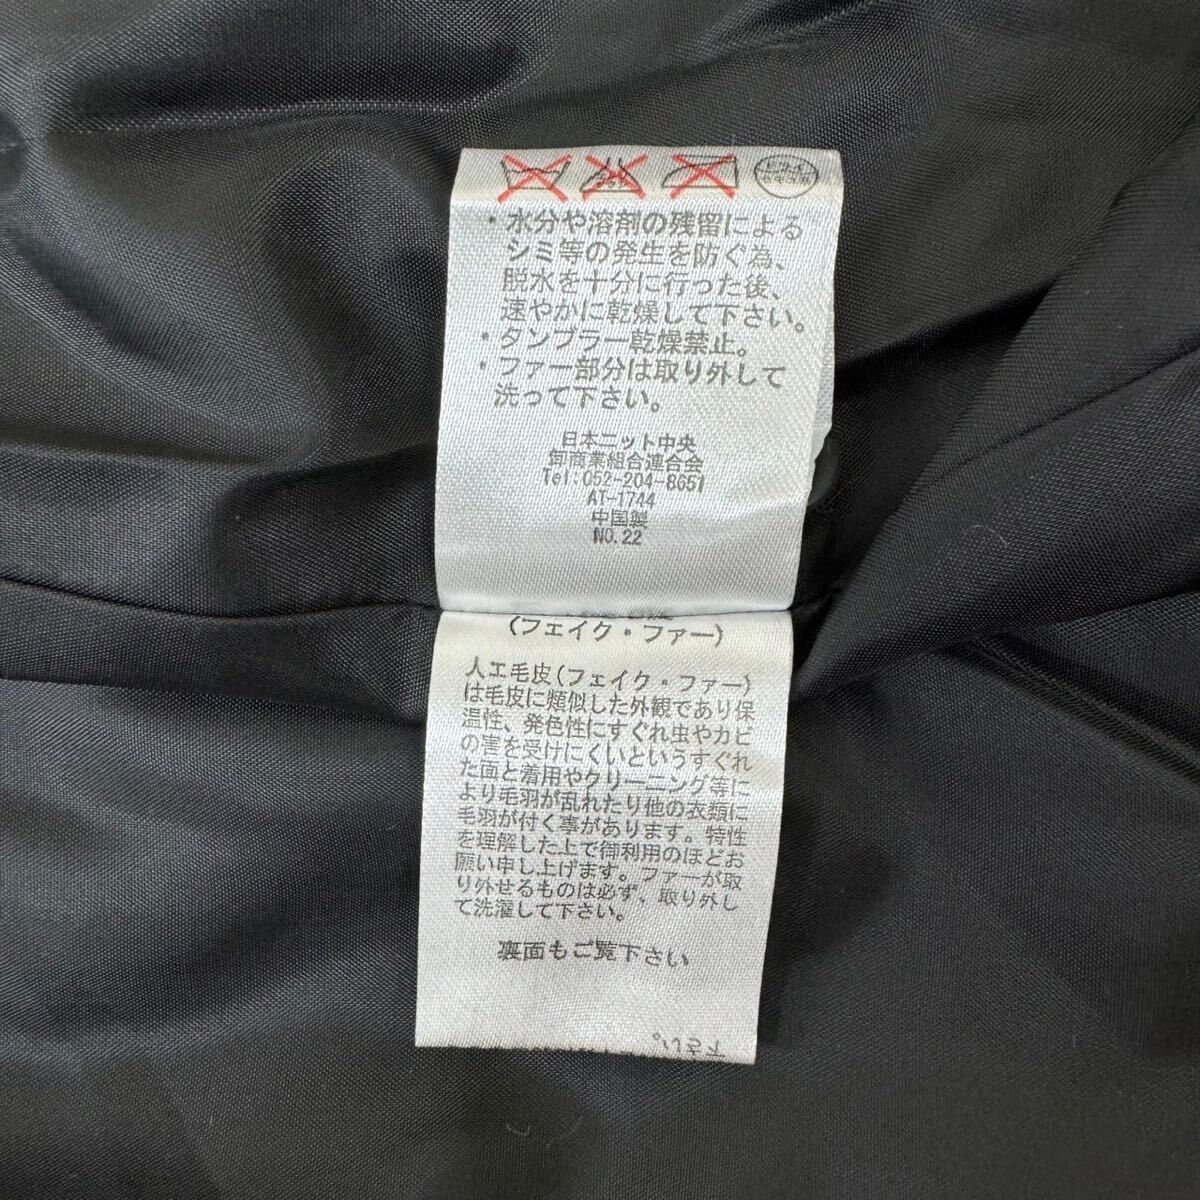 ・水分や溶剤の残留による
シミ等の発生を防ぐ為、
脱水を十分に行った後、
速やかに乾燥して下さい。
・タンブラー乾燥禁止。
・ファー部分は取り外して
洗って下さい。
日本ニット中央
卸商業組合連合会
Tel:052-204-8651
AT-1744
中国製
NO.22
(フェイク・ファー)
人工毛皮(フェイク・ファー)
は毛皮に類似した外観であり保
温性、発色性にすぐれ虫やカビ
の害を受けにくいというすぐれ
た面と着用やクリーニング等に
より毛羽が乱れたり他の衣類に
毛羽が付く事があります。特性
を理解した上で御利用のほどお
願い申し上げます。ファーが取
り外せるものは必ず、取り外し
て洗濯して下さい。
裏面もご覧下さい
下さい。